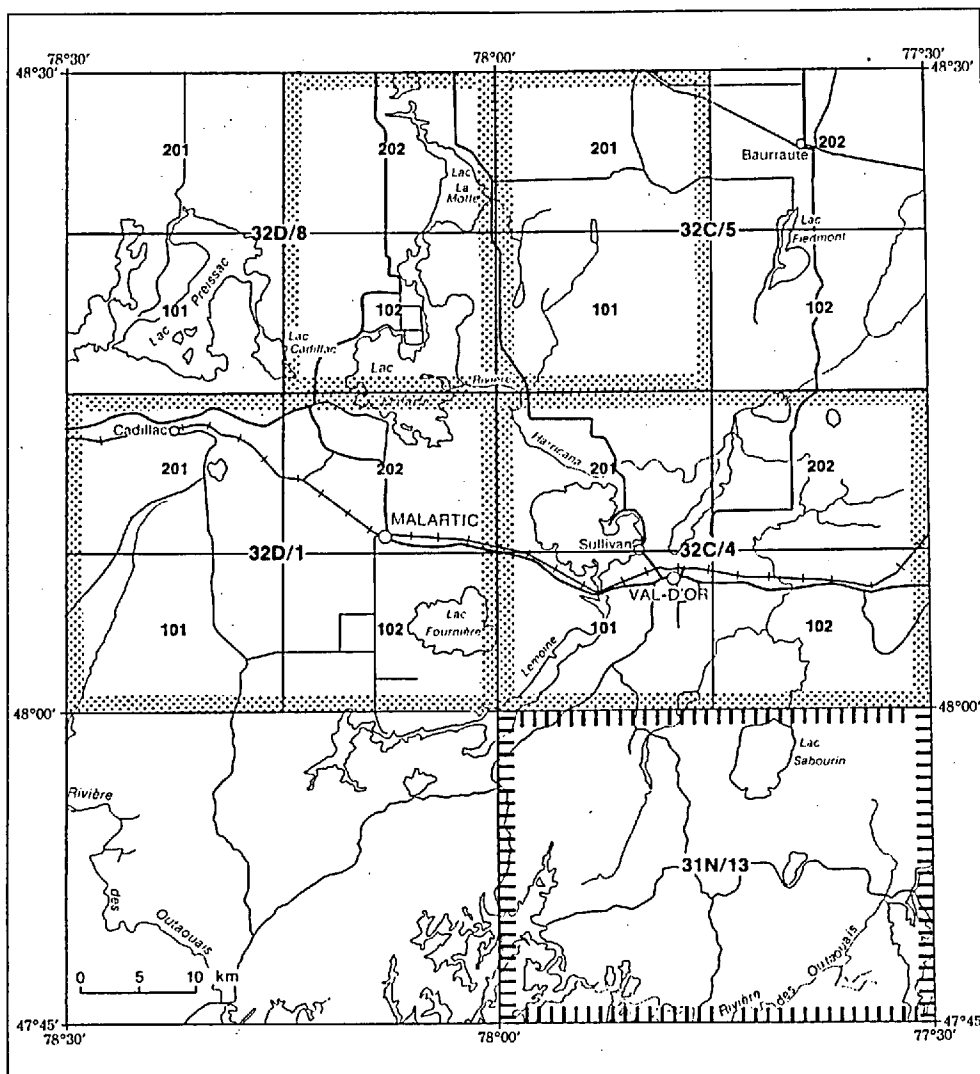 78°30' 78°00' 77°30'
48°30' 48°30'
201 202 201 202
Baurraute
Lac La Motte
Lac Fiedmont
32D/8 32C/5
Lac Preissac
101 102 101 102
Lac Cadillac
Lac Malartic
Rivière
Cadillac
Harricana
201 202 201 202
MALARTIC
Sullivan
32D/1 32C/4
VAL-D'OR
101 102 101 102
Lac Fournière
Lemoine
48°00' 48°00'
Lac Sabourin
Rivière
31N/13
des
Outaouais
Outaouais
Rivière des
0 5 10 km
47°45' 47°45'
78°30' 78°00' 77°30'